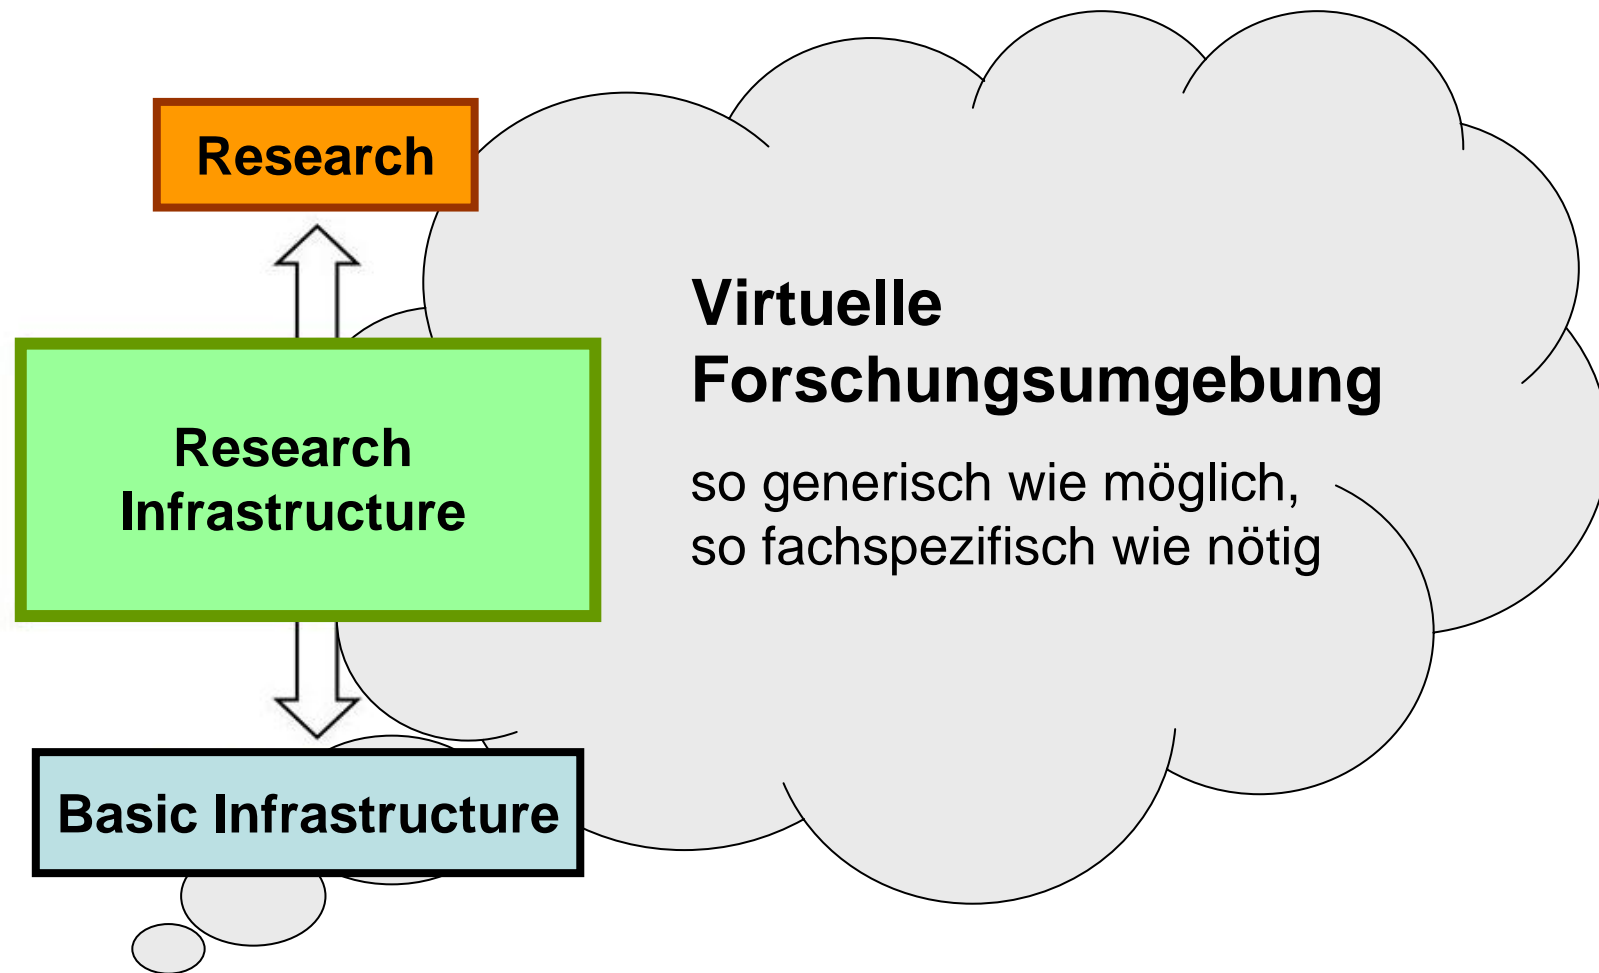 Research
Research
Infrastructure
Basic Infrastructure
Virtuelle
Forschungsumgebung
so generisch wie möglich,
so fachspezifisch wie nötig